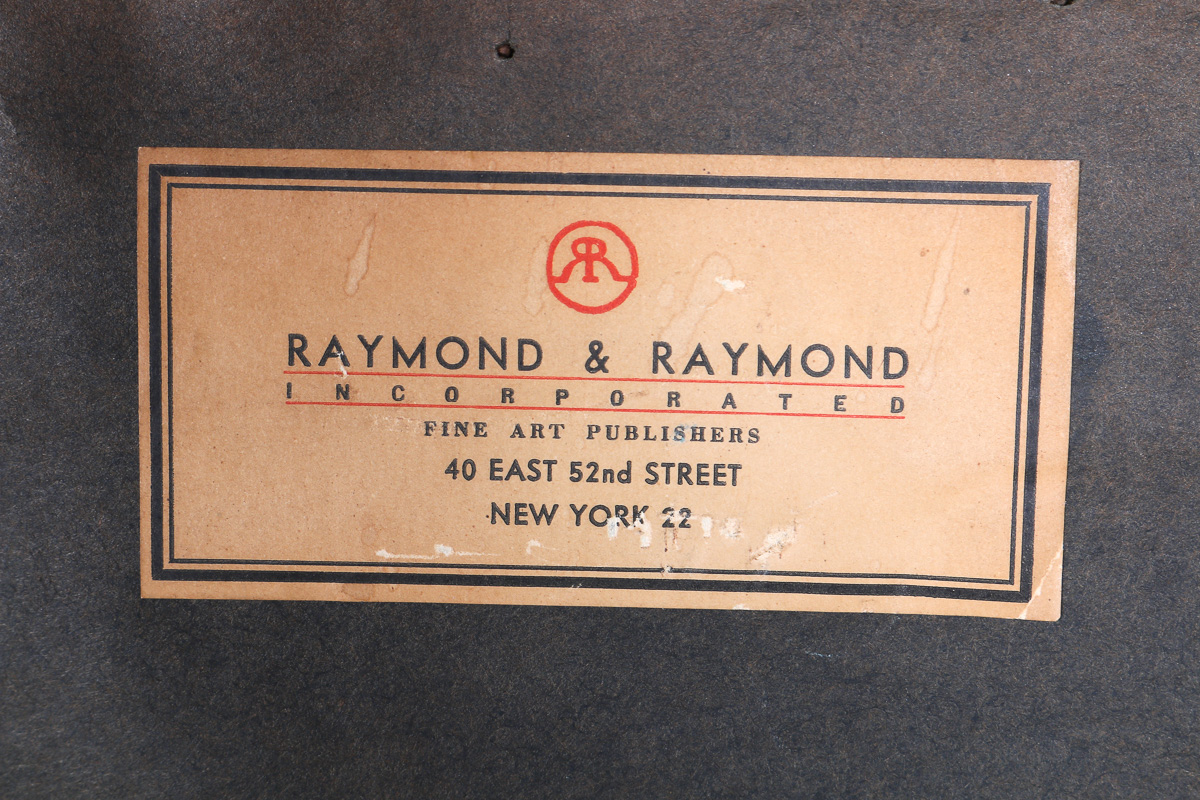 RR
RAYMOND & RAYMOND
INCORPORATED
FINE ART PUBLISHERS
40 EAST 52nd STREET
NEW YORK 22